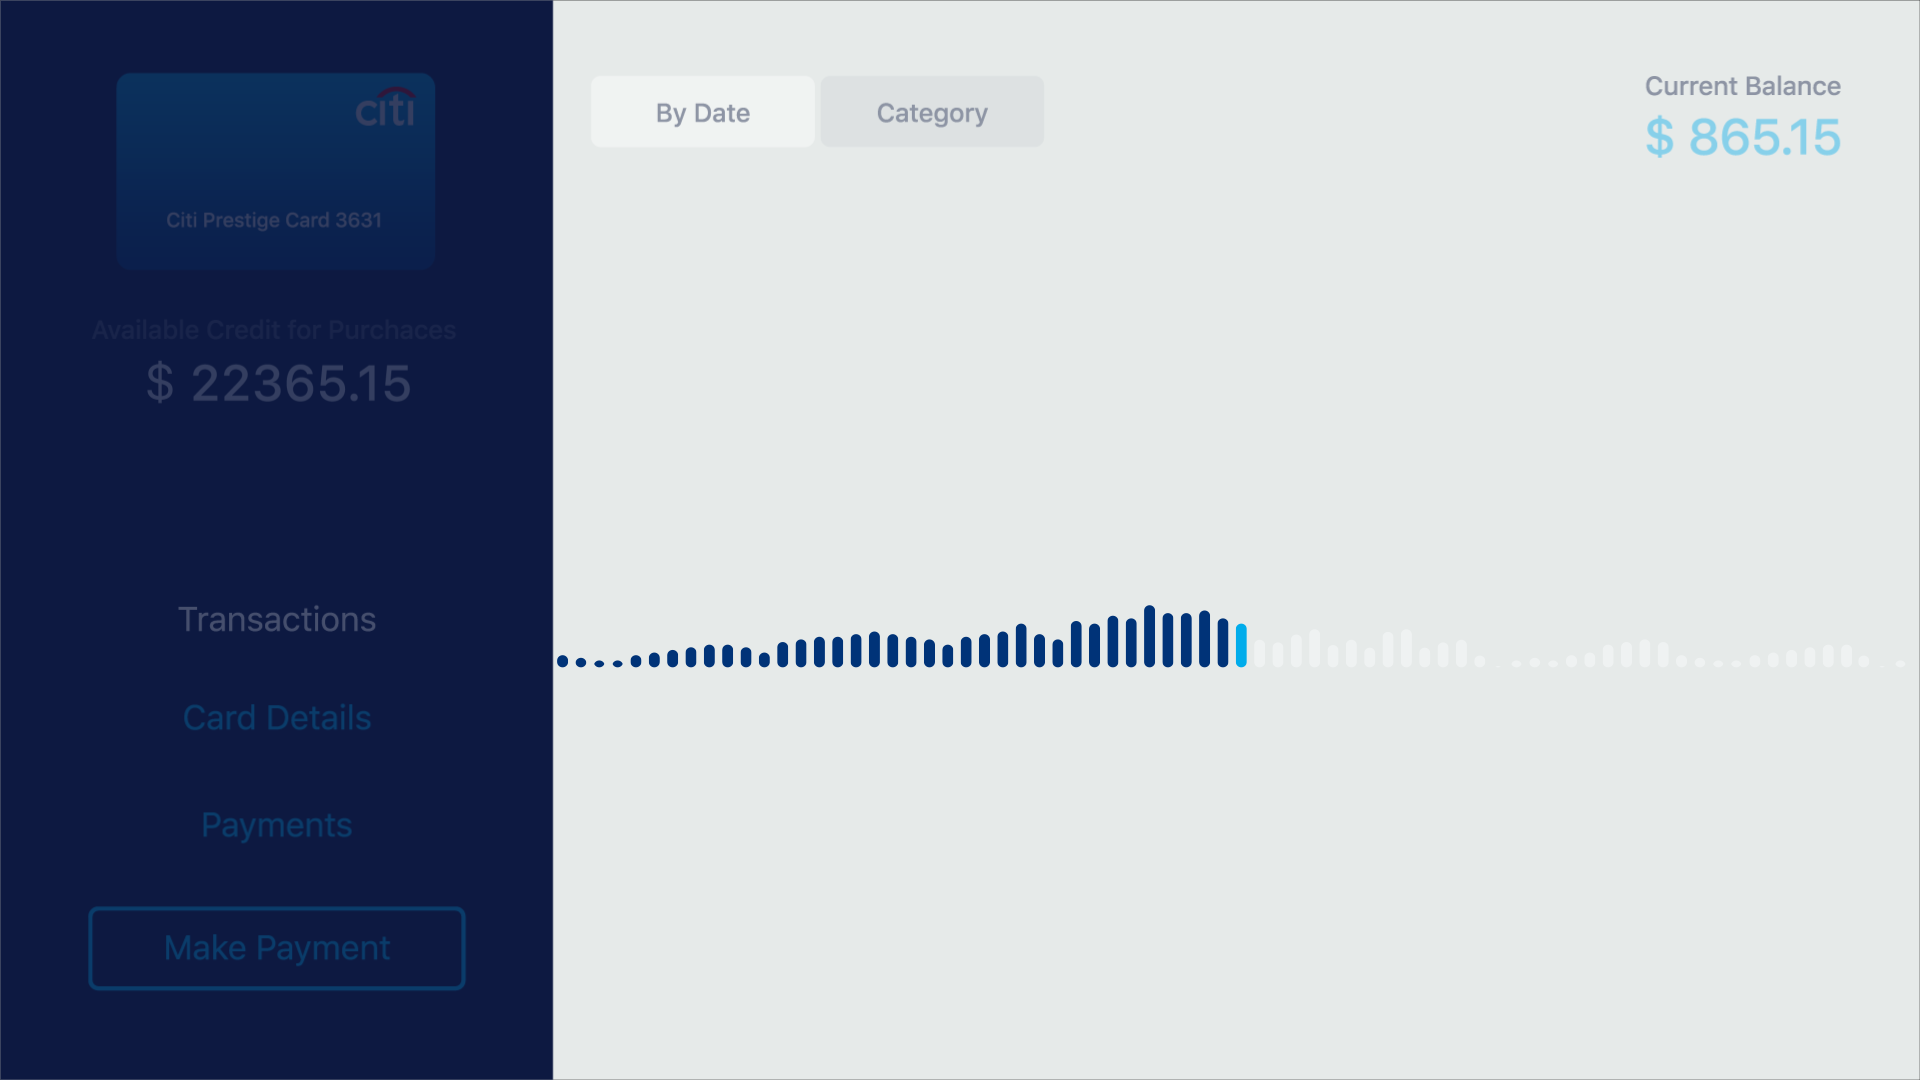 citi
Citi Prestige Card 3631
Available Credit for Purchaces
$ 22365.15
Transactions
Card Details
Payments
Make Payment
By Date
Category
Current Balance
$ 865.15